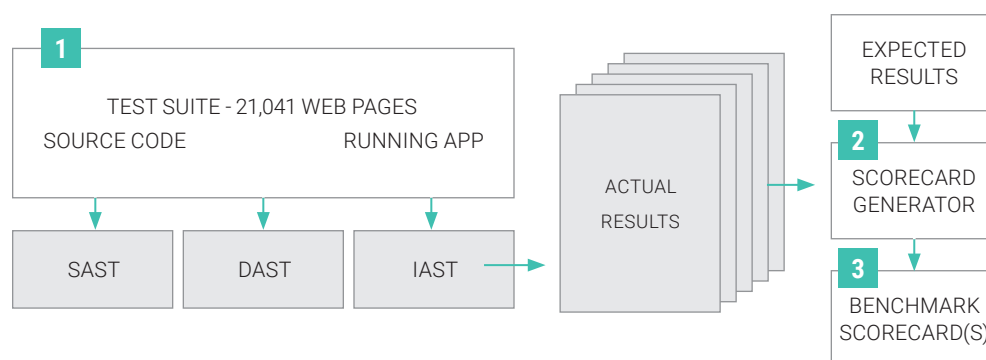 1
TEST SUITE - 21,041 WEB PAGES
SOURCE CODE
RUNNING APP
SAST
DAST
IAST
ACTUAL
RESULTS
EXPECTED
RESULTS
2
SCORECARD
GENERATOR
3
BENCHMARK
SCORECARD(S)